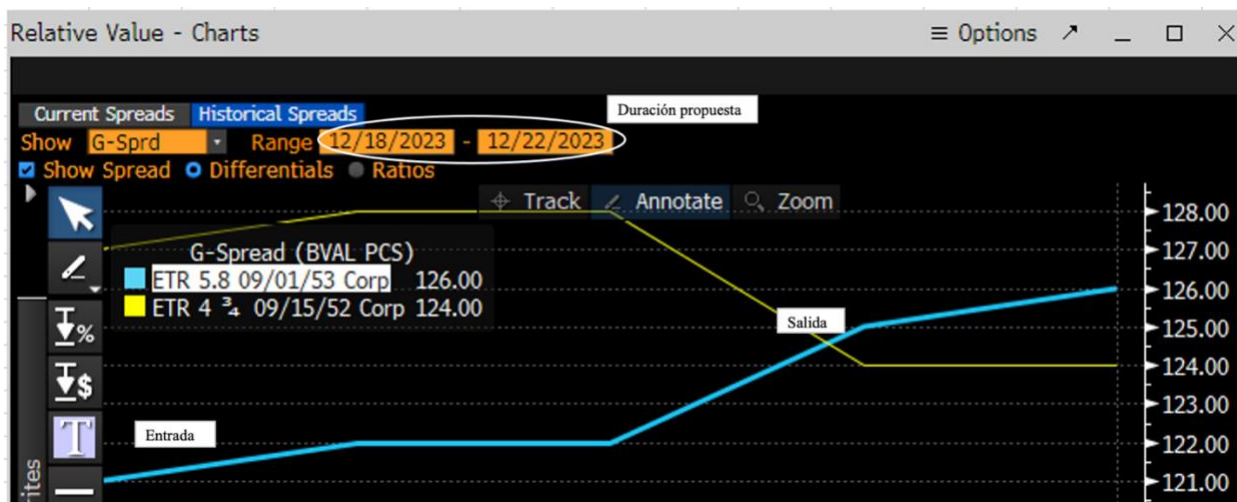 Relative Value - Charts ≡ Options
Current Spreads Historical Spreads
Duración propuesta
Show G-Sprd Range 12/18/2023 - 12/22/2023
Show Spread Differentials Ratios
Track Annotate Zoom
128.00
127.00
G-Spread (BVAL PCS)
ETR 5.8 09/01/53 Corp 126.00
126.00
ETR 4 ¾ 09/15/52 Corp 124.00
Salida
125.00
%
124.00
$
123.00
T
Entrada
122.00
rites
121.00